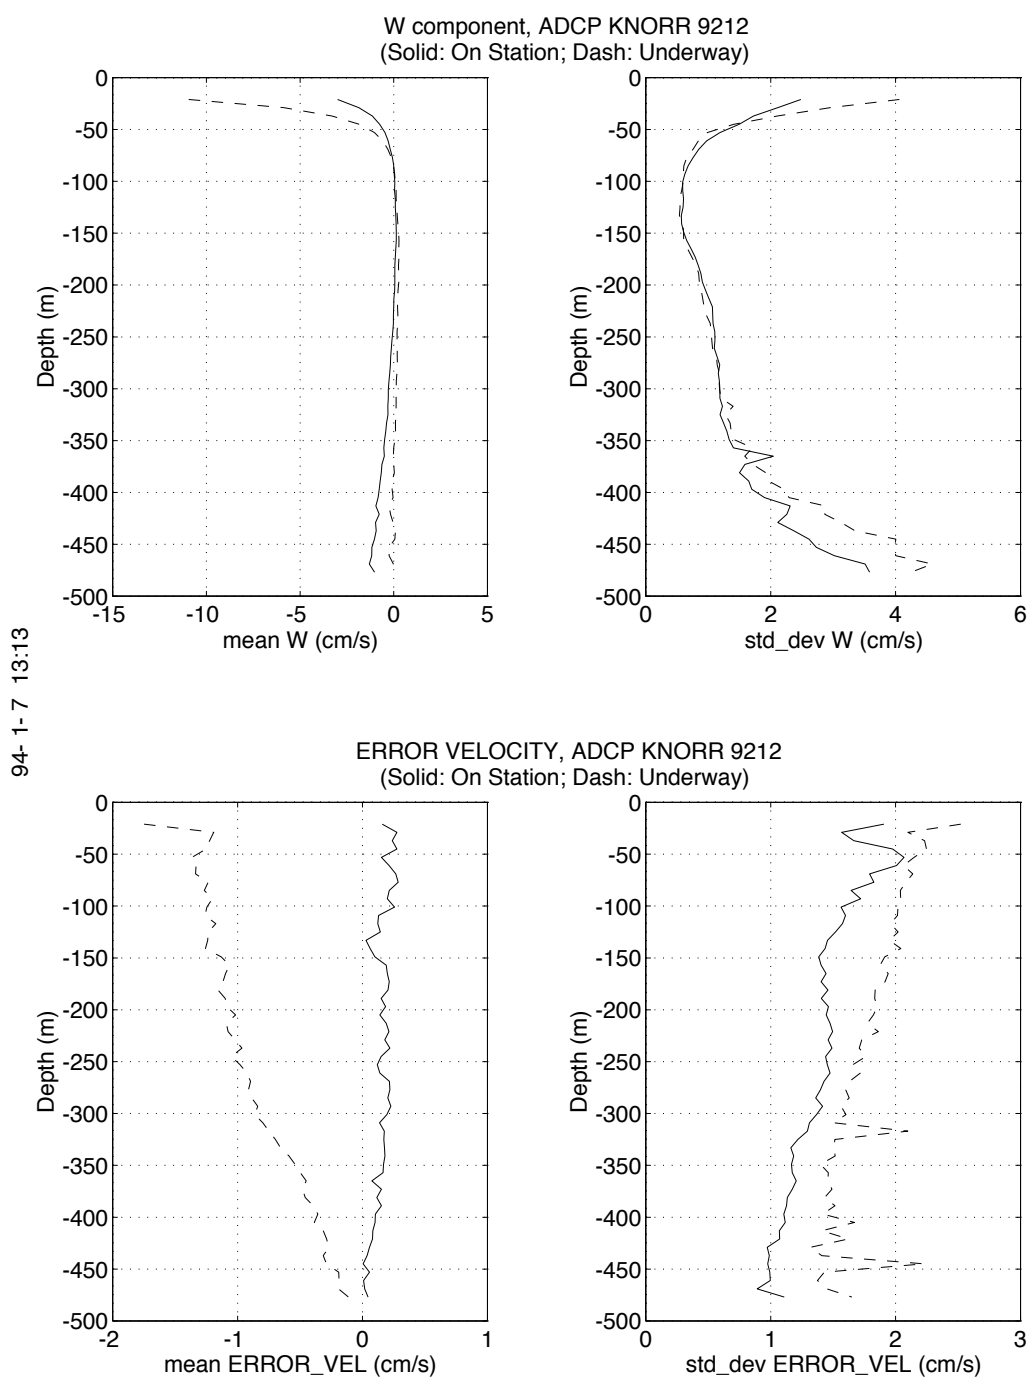 W component, ADCP KNORR 9212
(Solid: On Station; Dash: Underway)
0
-50
-100
-150
-200
-250
-300
-350
-400
-450
-500
Depth (m)
-15 -10 -5 0 5
mean W (cm/s)
0
-50
-100
-150
-200
-250
-300
-350
-400
-450
-500
Depth (m)
0 2 4 6
std_dev W (cm/s)
94- 1- 7 13:13
ERROR VELOCITY, ADCP KNORR 9212
(Solid: On Station; Dash: Underway)
0
-50
-100
-150
-200
-250
-300
-350
-400
-450
-500
Depth (m)
-2 -1 0 1
mean ERROR_VEL (cm/s)
0
-50
-100
-150
-200
-250
-300
-350
-400
-450
-500
Depth (m)
0 1 2 3
std_dev ERROR_VEL (cm/s)